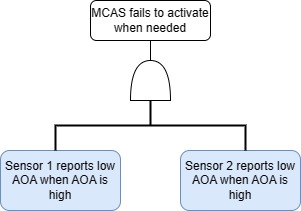 MCAS fails to activate
when needed
Sensor 1 reports low
AOA when AOA is
high
Sensor 2 reports low
AOA when AOA is
high